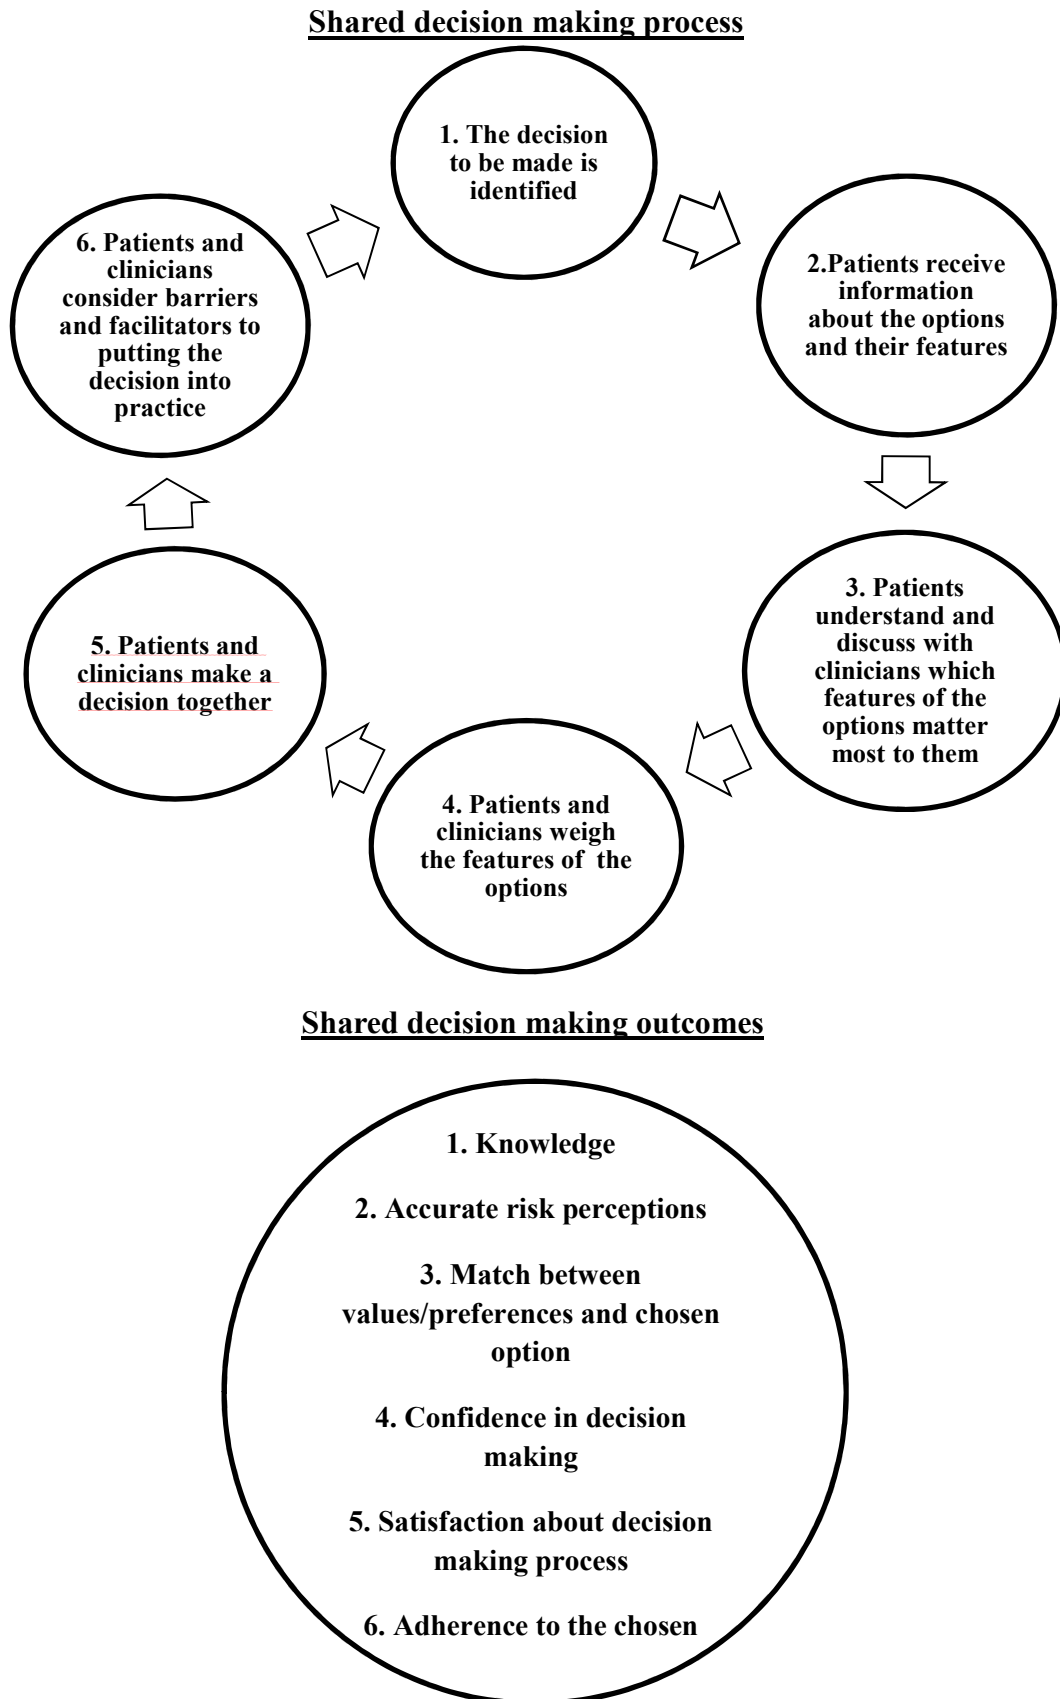 Shared decision making process
1. The decision
to be made is
identified
2.Patients receive
information
about the options
and their features
3. Patients
understand and
discuss with
clinicians which
features of the
options matter
most to them
4. Patients and
clinicians weigh
the features of  the
options
5. Patients and
clinicians make a
decision together
6. Patients and
clinicians
consider barriers
and facilitators to
putting the
decision into
practice
Shared decision making outcomes
1. Knowledge
2. Accurate risk perceptions
3. Match between
values/preferences and chosen
option
4. Confidence in decision
making
5. Satisfaction about decision
making process
6. Adherence to the chosen